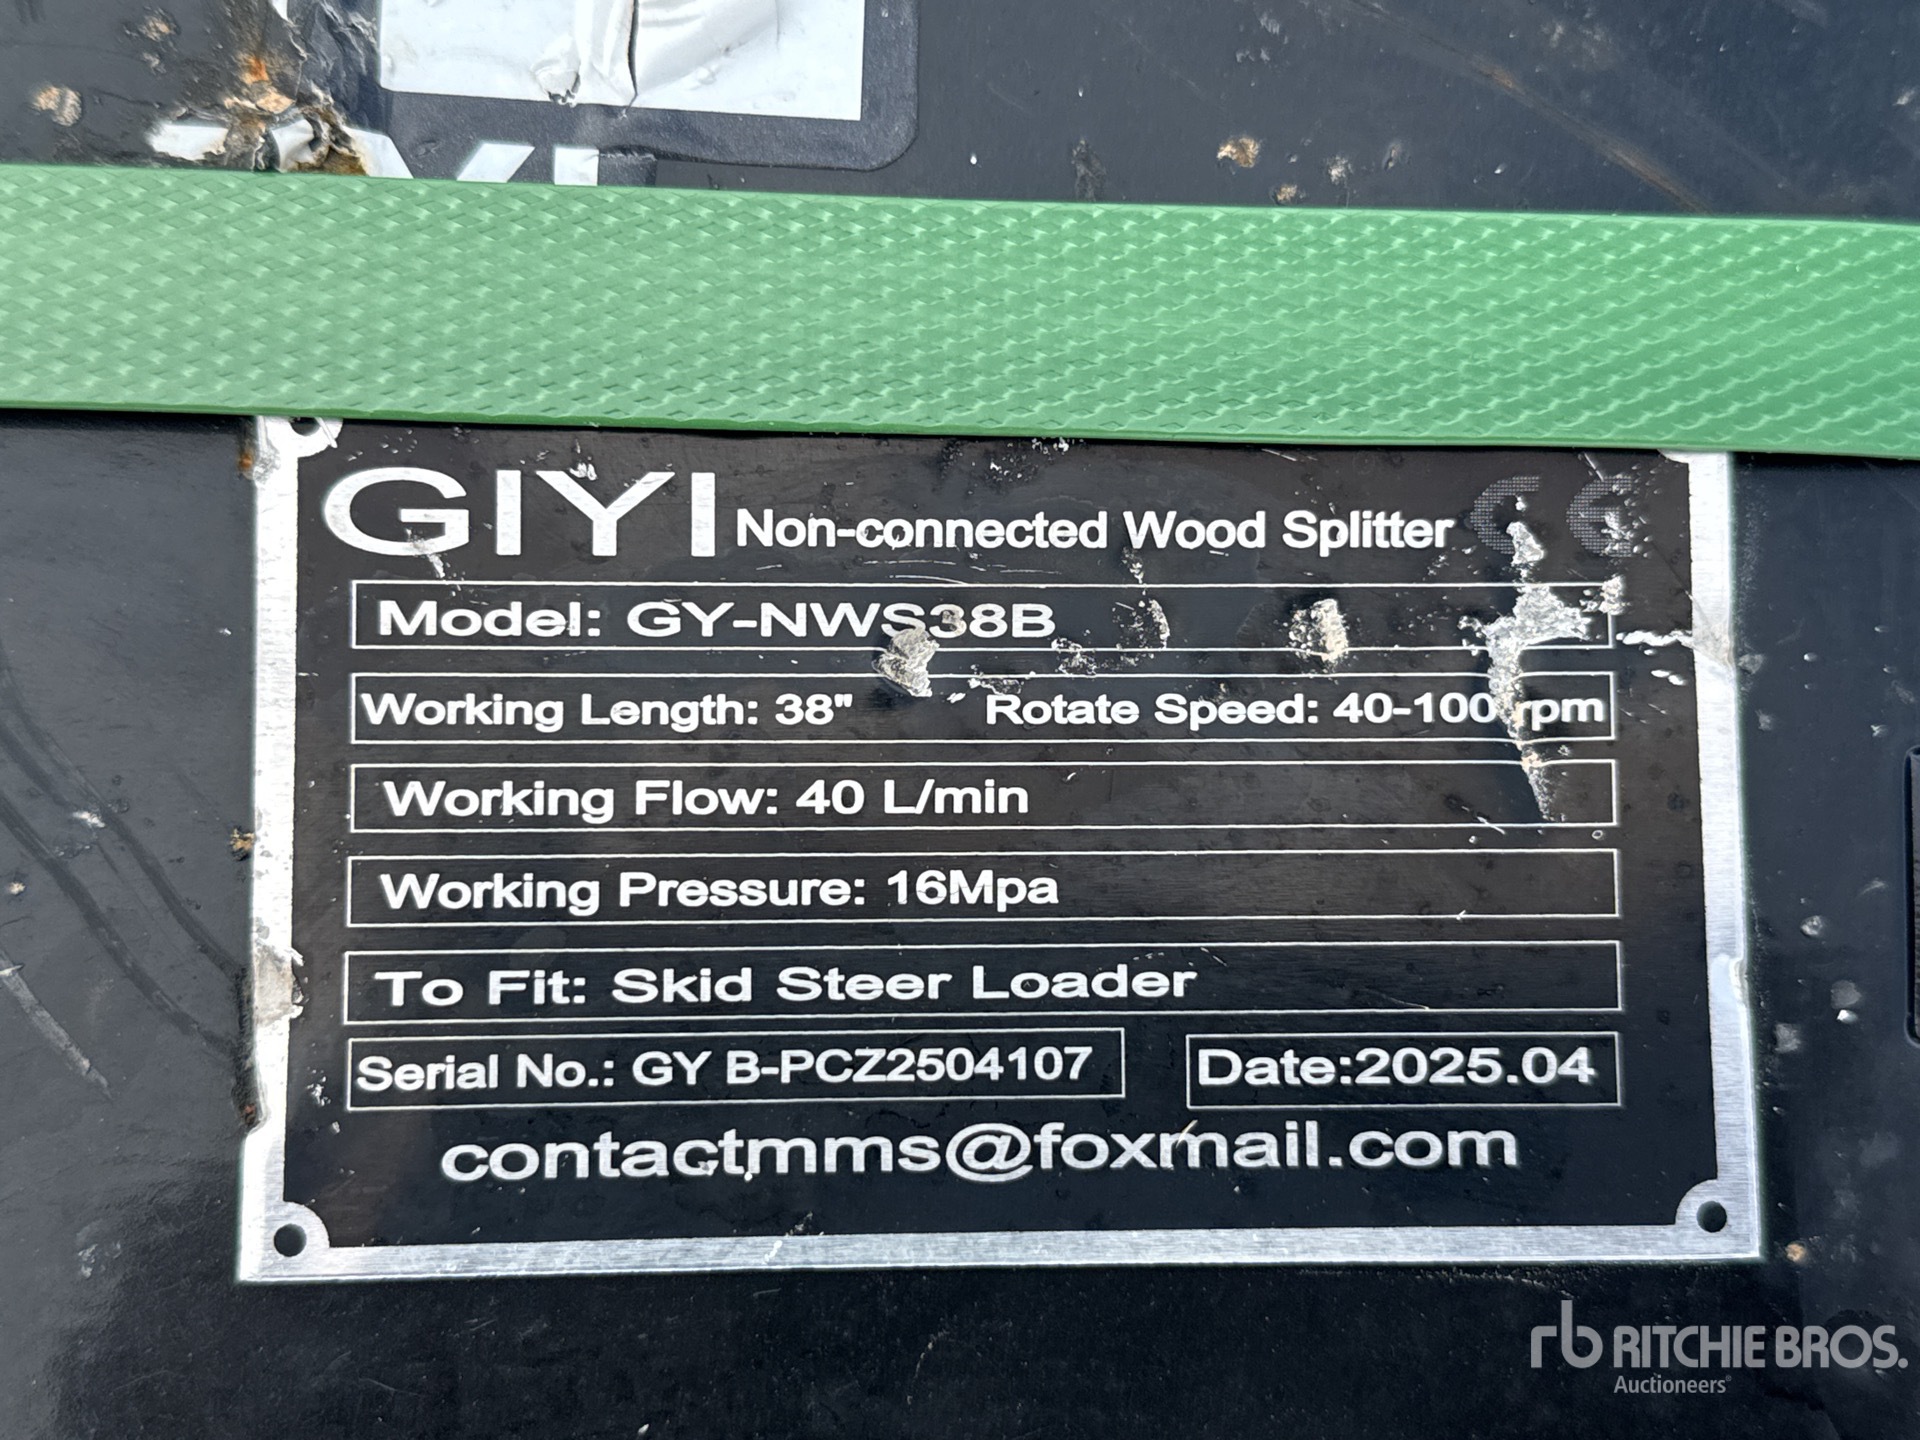 GIYI Non-connected Wood Splitter CE
Model: GY-NWS38B
Working Length: 38" Rotate Speed: 40-100 rpm
Working Flow: 40 L/min
Working Pressure: 16Mpa
To Fit: Skid Steer Loader
Serial No.: GY B-PCZ2504107 Date:2025.04
contactmms@foxmail.com
rb RITCHIE BROS.
Auctioneers